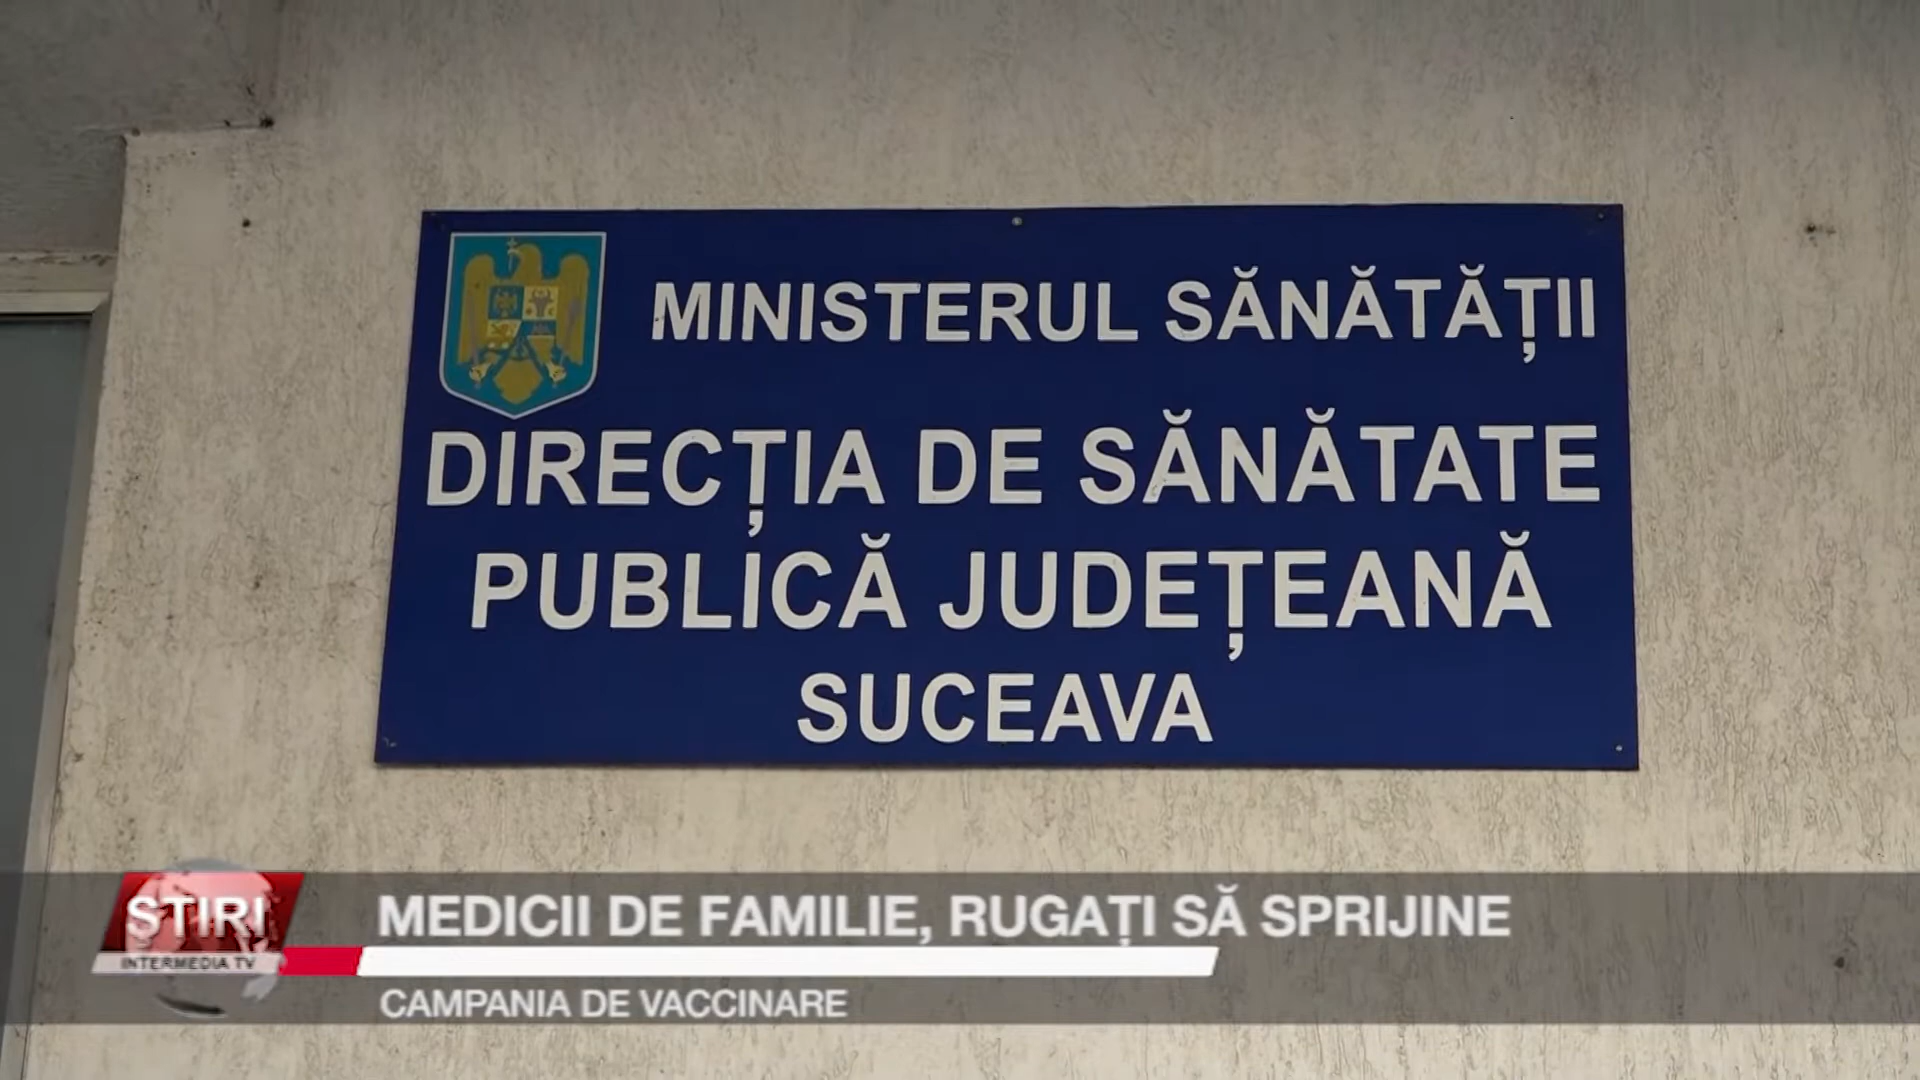 MINISTERUL SĂNĂTĂȚII
DIRECȚIA DE SĂNĂTATE
PUBLICĂ JUDEȚEANĂ
SUCEAVA
STIRI
INTERMEDIA TV
MEDICII DE FAMILIE, RUGAȚI SĂ SPRIJINE
CAMPANIA DE VACCINARE